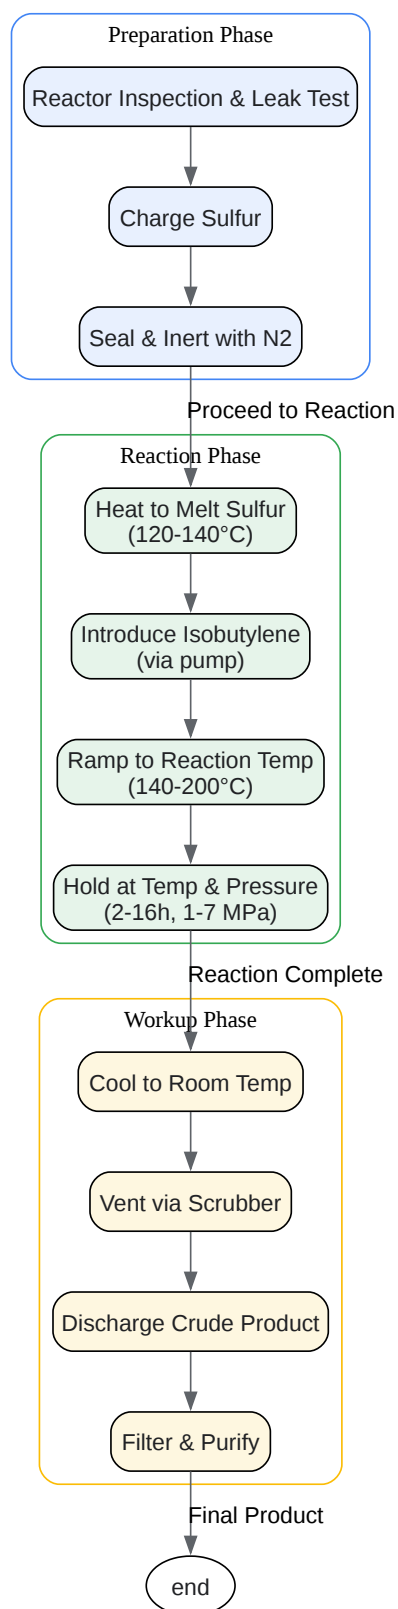 Preparation Phase
Reactor Inspection & Leak Test
Charge Sulfur
Seal & Inert with N2
Proceed to Reaction
Reaction Phase
Heat to Melt Sulfur
(120-140°C)
Introduce Isobutylene
(via pump)
Ramp to Reaction Temp
(140-200°C)
Hold at Temp & Pressure
(2-16h, 1-7 MPa)
Reaction Complete
Workup Phase
Cool to Room Temp
Vent via Scrubber
Discharge Crude Product
Filter & Purify
Final Product
end